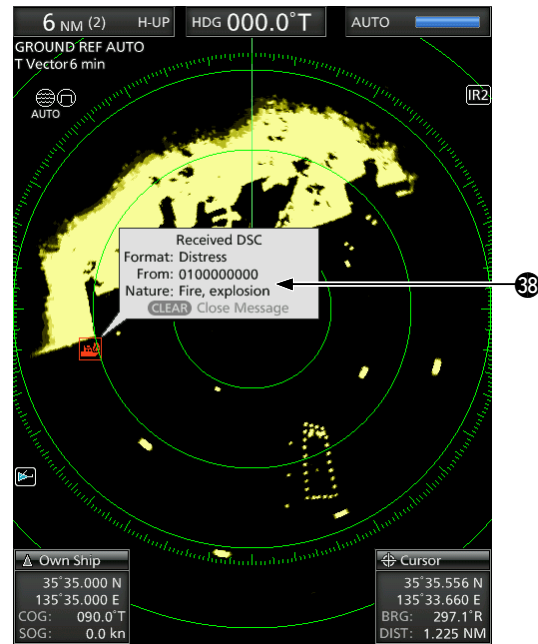 6 NM (2) H-UP HDG 000.0°T AUTO
GROUND REF AUTO
T Vector 6 min
AUTO
IR2
Received DSC
Format: Distress
From: 0100000000
Nature: Fire, explosion
CLEAR Close Message
38
Own Ship
35°35.000 N
135°35.000 E
COG: 090.0°T
SOG: 0.0 kn
Cursor
35°35.556 N
135°33.660 E
BRG: 297.1°R
DIST: 1.225 NM